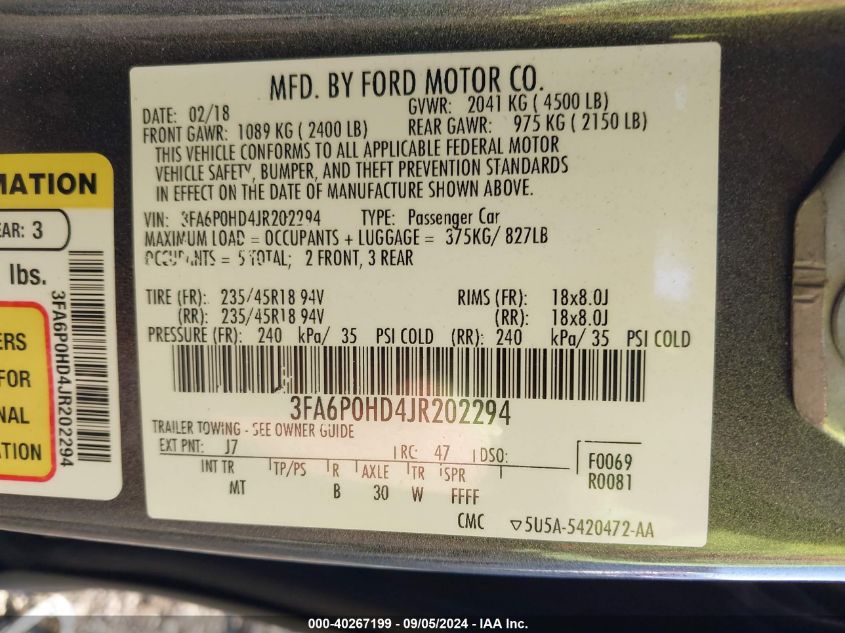 MFD. BY FORD MOTOR CO.
DATE: 02/18 GVWR: 2041 KG ( 4500 LB)
FRONT GAWR: 1089 KG ( 2400 LB) REAR GAWR: 975 KG ( 2150 LB)
THIS VEHICLE CONFORMS TO ALL APPLICABLE FEDERAL MOTOR
VEHICLE SAFETY, BUMPER, AND THEFT PREVENTION STANDARDS
IN EFFECT ON THE DATE OF MANUFACTURE SHOWN ABOVE.
VIN: 3FA6P0HD4JR202294 TYPE: Passenger Car
MAXIMUM LOAD = OCCUPANTS + LUGGAGE = 375KG/ 827LB
OCCUPANTS = 5 TOTAL; 2 FRONT, 3 REAR
TIRE (FR): 235/45R18 94V RIMS (FR): 18x8.0J
(RR): 235/45R18 94V (RR): 18x8.0J
PRESSURE (FR): 240 kPa/ 35 PSI COLD (RR): 240 kPa/ 35 PSI COLD
3FA6P0HD4JR202294
TRAILER TOWING - SEE OWNER GUIDE
EXT PNT: J7 RC: 47 DSO: F0069
R0081
INT TR TP/PS R AXLE TR SPR
MT B 30 W FFFF
CMC ▽5U5A-5420472-AA
MATION
EAR: 3
lbs.
ERS
FOR
NAL
TATION
3FA6P0HD4JR202294
000-40267199 - 09/05/2024 - IAA Inc.